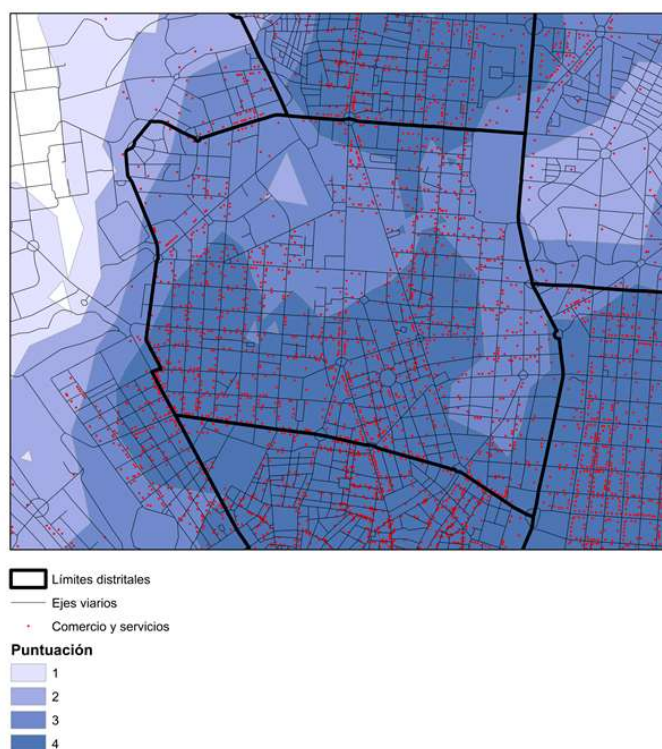 Límites distritales
Ejes viarios
Comercio y servicios
Puntuación
1
2
3
4